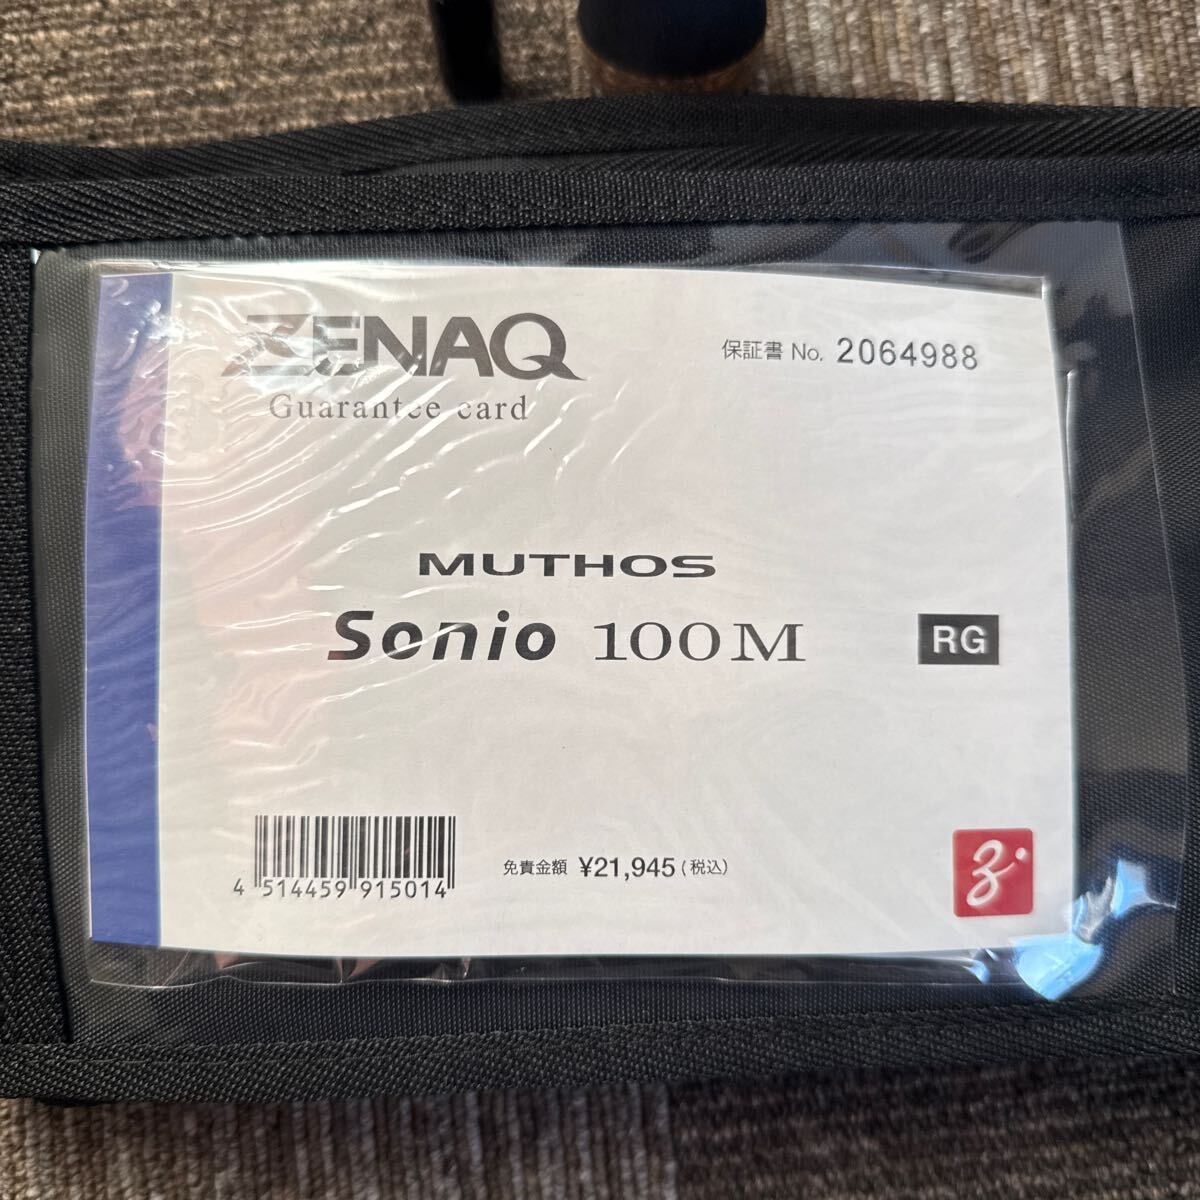 ZENAQ
Guarantee card
保証書 No. 2064988
MUTHOS
Sonio 100M
RG
4 514459 915014
免責金額 ¥21,945 (税込)